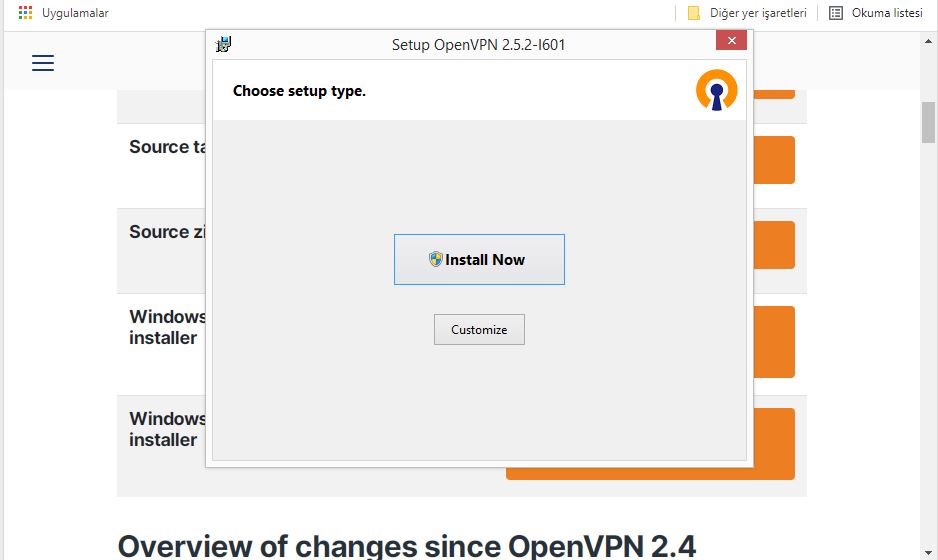 Uygulamalar
Diğer yer işaretleri
Okuma listesi
Setup OpenVPN 2.5.2-I601
Choose setup type.
Install Now
Customize
Source ta
Source zi
Windows
installer
Windows
installer
Overview of changes since OpenVPN 2.4